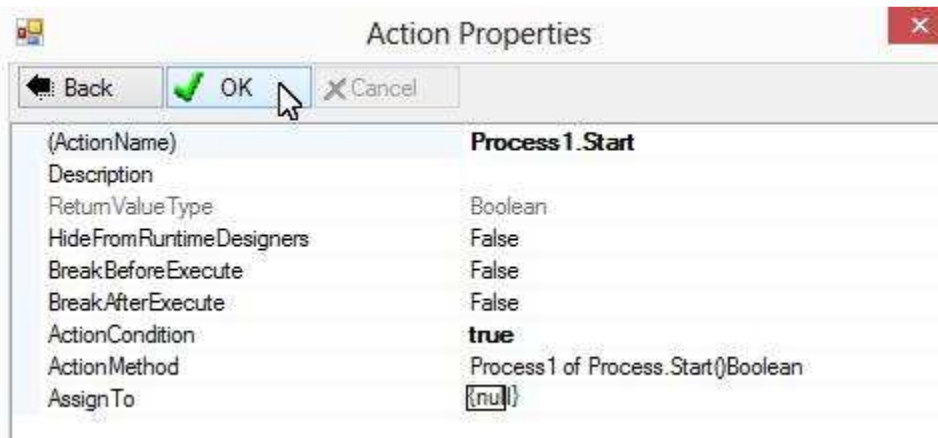 Action Properties
Back OK Cancel
(ActionName) Process1.Start
Description
ReturnValueType Boolean
HideFromRuntimeDesigners False
BreakBeforeExecute False
BreakAfterExecute False
ActionCondition true
ActionMethod Process1 of Process.Start()Boolean
AssignTo {null}